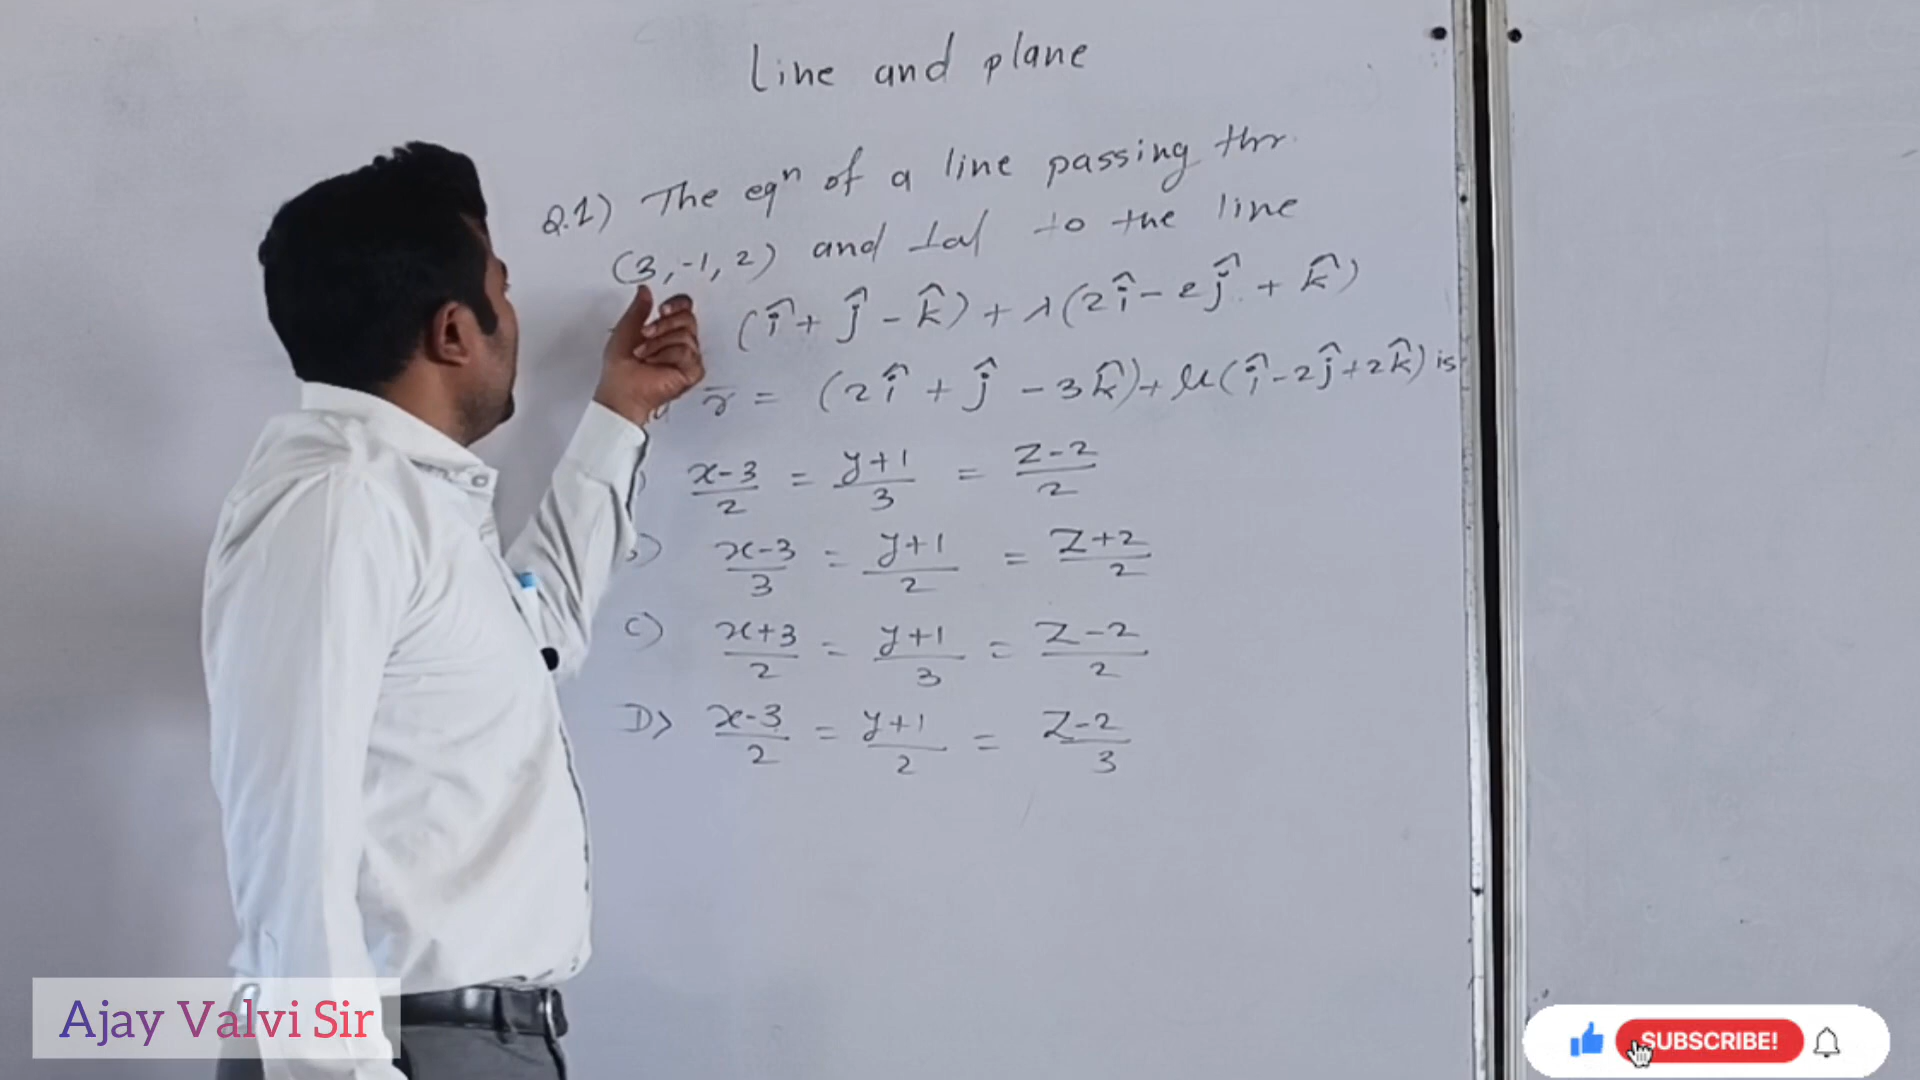 Line and plane
Q.1) The eqⁿ of a line passing thr.
(3,-1, 2) and ⊥al to the line
(î + ĵ - k̂) + λ(2î - 2ĵ + k̂)
r̄ = (2î + ĵ - 3k̂) + μ(î - 2ĵ + 2k̂) is
) x-3/2 = y+1/3 = z-2/2
) x-3/3 = y+1/2 = z+2/2
C) x+3/2 = y+1/3 = z-2/2
D) x-3/2 = y+1/2 = z-2/3
Ajay Valvi Sir
SUBSCRIBE!